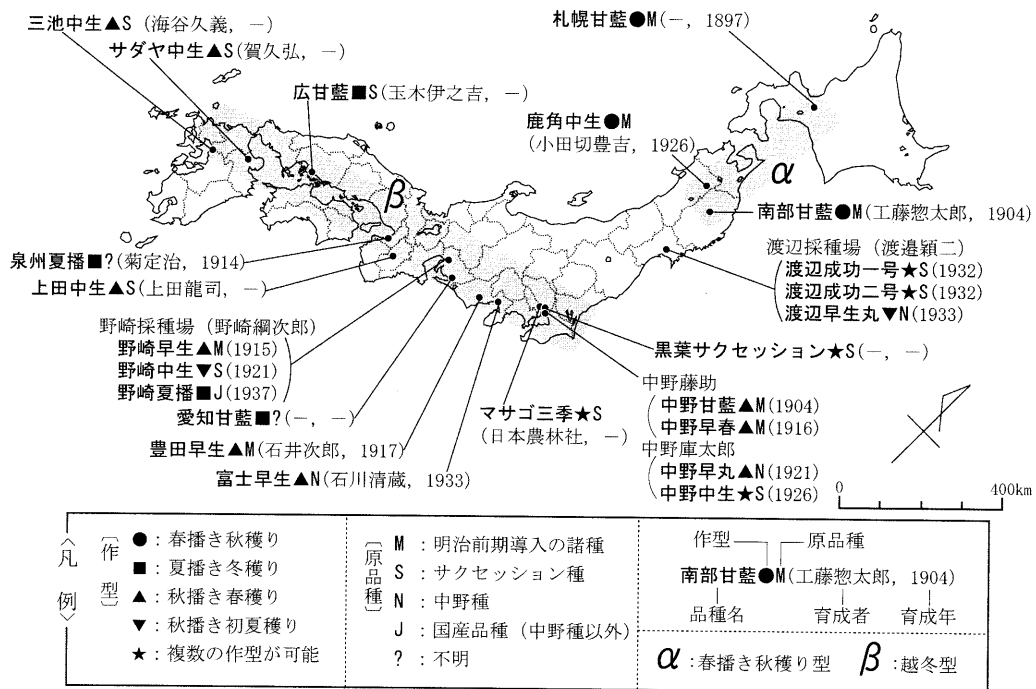 三池中生▲S (海谷久義, −)
サダヤ中生▲S(賀久弘, −)
広甘藍■S(玉木伊之吉, −)
札幌甘藍●M(−, 1897)
鹿角中生●M
(小田切豊吉, 1926)
α
β
南部甘藍●M(工藤惣太郎, 1904)
渡辺採種場 (渡邉穎二)
渡辺成功一号★S(1932)
渡辺成功二号★S(1932)
渡辺早生丸▼N(1933)
泉州夏播■?(菊定治, 1914)
上田中生▲S(上田龍司, −)
野崎採種場 (野崎綱次郎)
野崎早生▲M(1915)
野崎中生▼S(1921)
野崎夏播■J(1937)
愛知甘藍■?(−, −)
豊田早生▲M(石井次郎, 1917)
富士早生▲N(石川清蔵, 1933)
マサゴ三季★S
(日本農林社, −)
黒葉サクセッション★S(−, −)
中野藤助
中野甘藍▲M(1904)
中野早春▲M(1916)
中野庫太郎
中野早丸▲N(1921)
中野中生★S(1926)
0 400km
〈凡例〉
〔作型〕
●：春播き秋穫り
■：夏播き冬穫り
▲：秋播き春穫り
▼：秋播き初夏穫り
★：複数の作型が可能
〔原品種〕
M：明治前期導入の諸種
S：サクセッション種
N：中野種
J：国産品種（中野種以外）
?：不明
作型 原品種
南部甘藍●M(工藤惣太郎, 1904)
品種名 育成者 育成年
α:春播き秋穫り型 β:越冬型